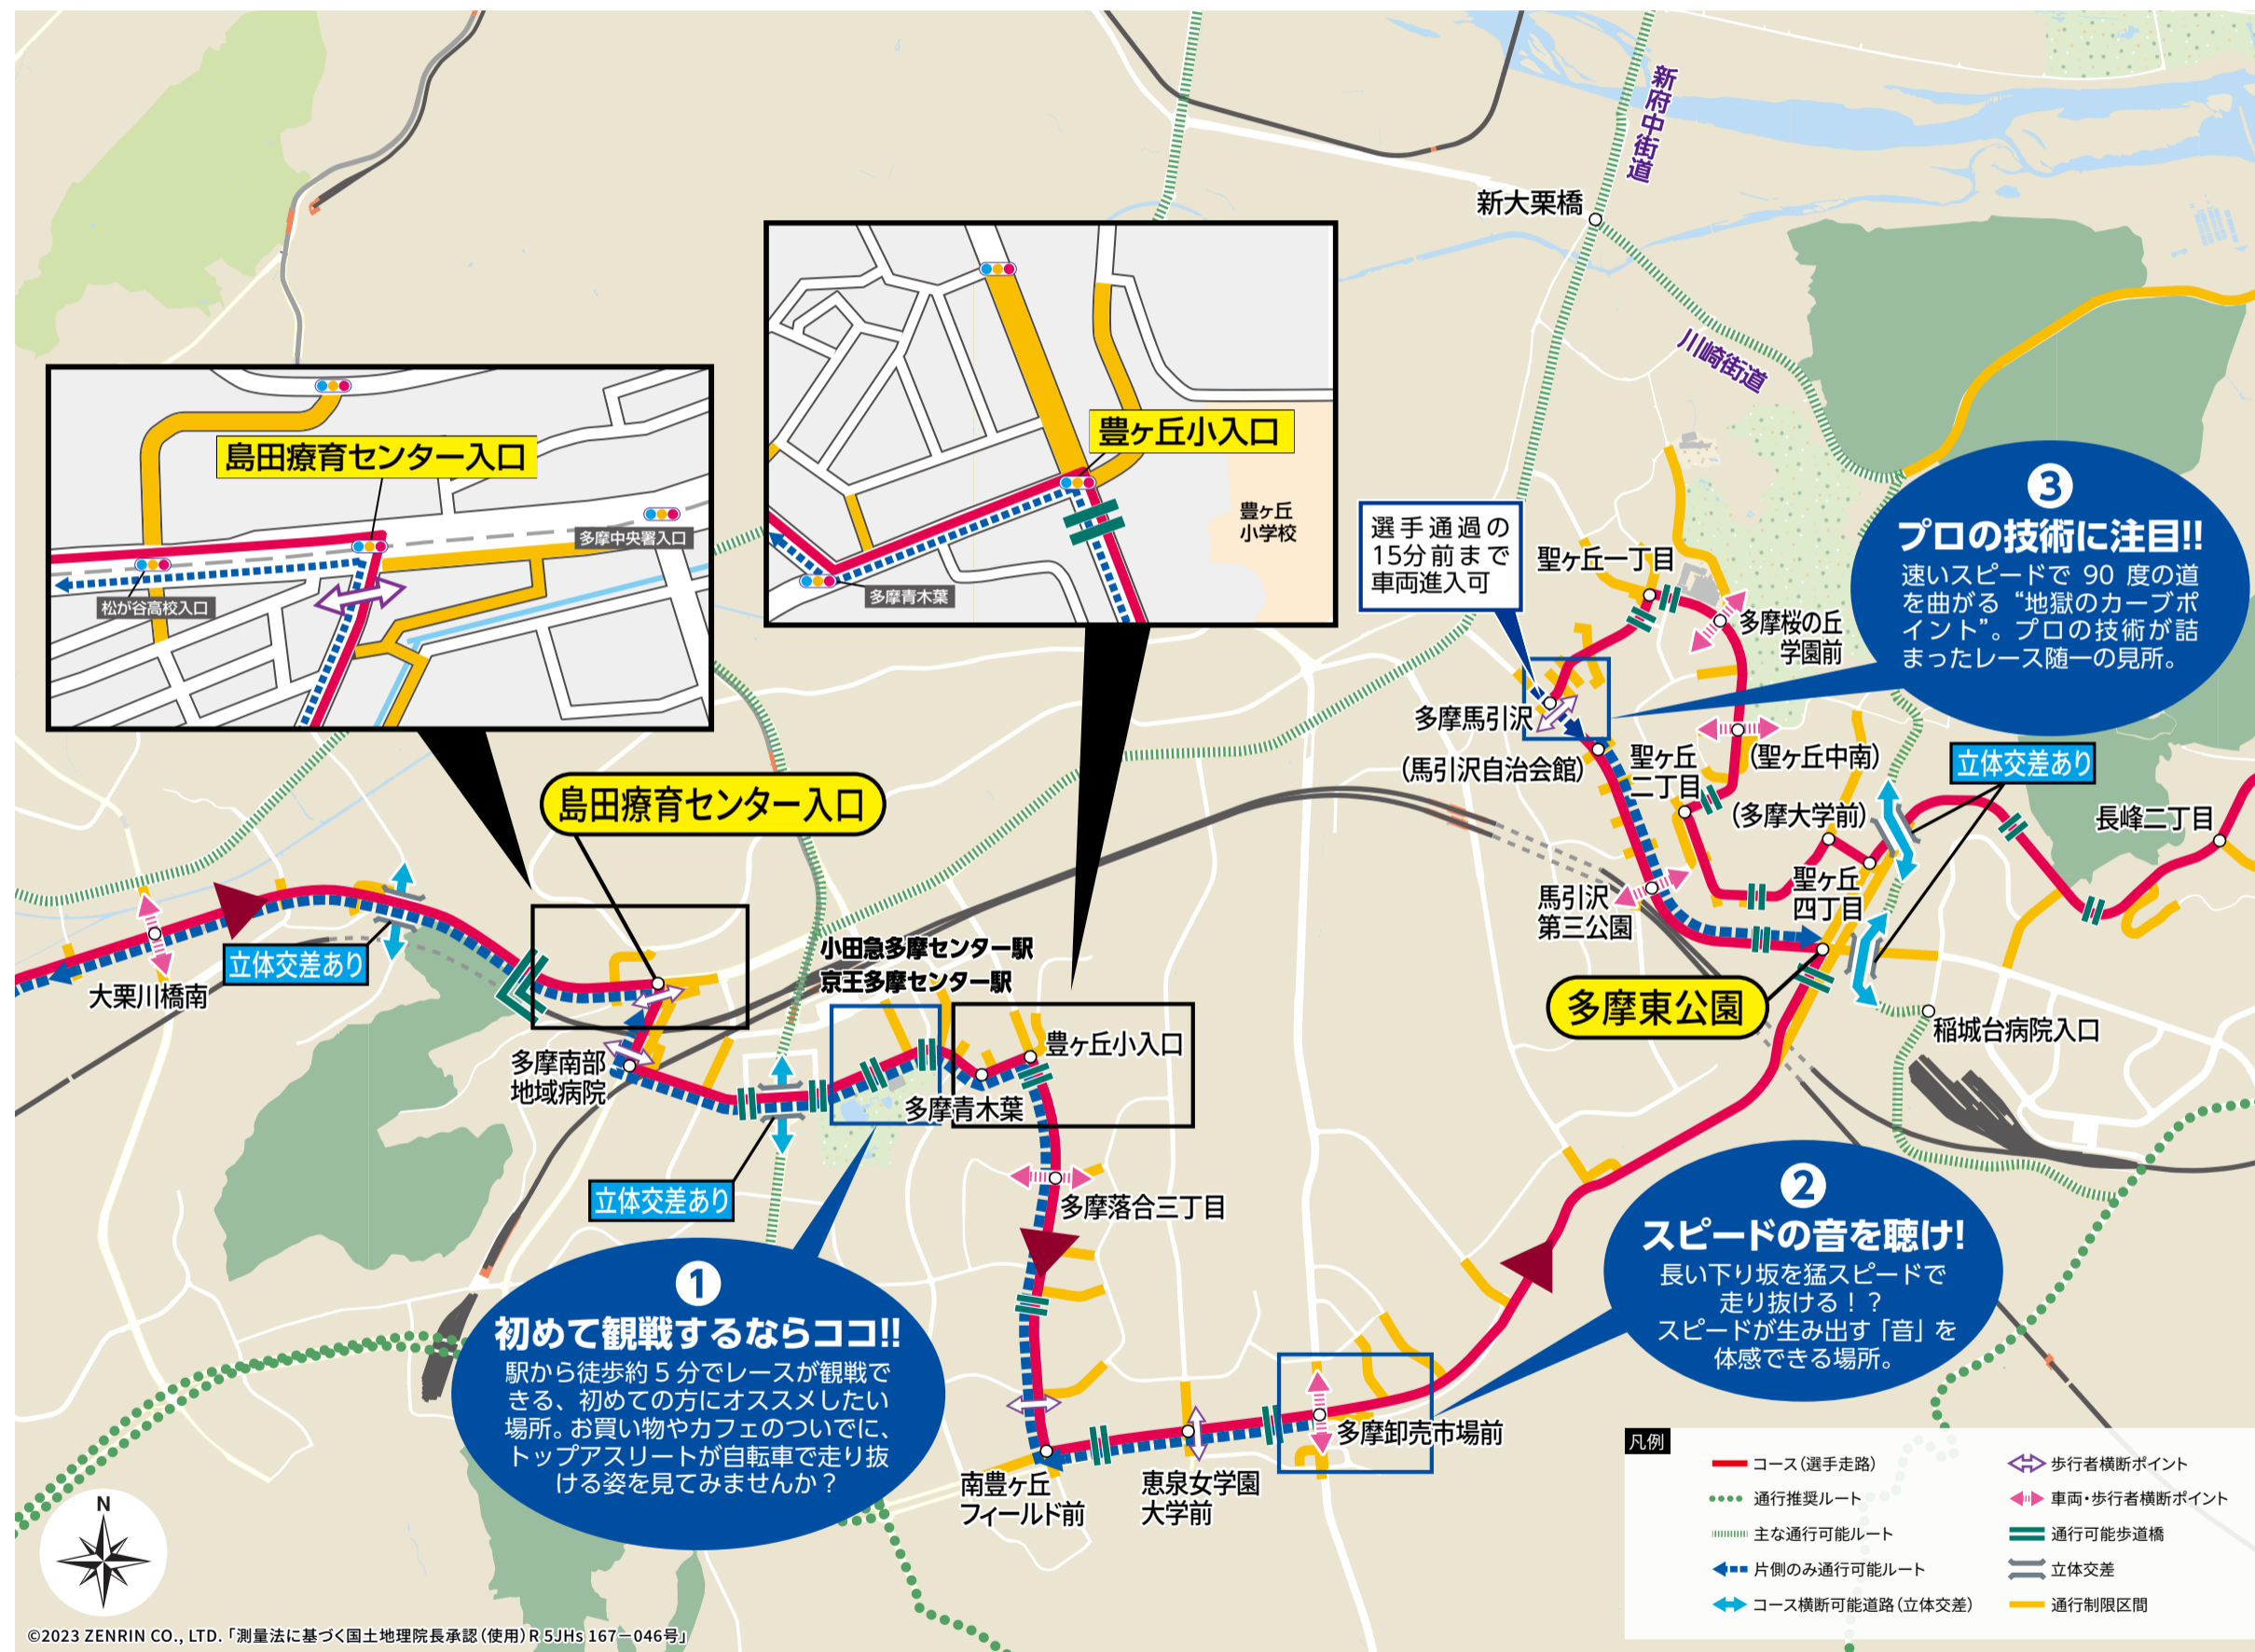 新府中街道
新大栗橋
川崎街道
島田療育センター入口
多摩中央署入口
松が谷高校入口
豊ヶ丘小入口
豊ヶ丘
小学校
多摩青木葉
選手通過の
15分前まで
車両進入可
聖ヶ丘一丁目
多摩桜の丘
学園前
③
プロの技術に注目!!
速いスピードで 90 度の道
を曲がる “地獄のカーブポ
イント”。プロの技術が詰
まったレース随一の見所。
多摩馬引沢
(馬引沢自治会館)
聖ヶ丘
二丁目
(聖ヶ丘中南)
立体交差あり
(多摩大学前)
長峰二丁目
島田療育センター入口
馬引沢
第三公園
聖ヶ丘
四丁目
立体交差あり
大栗川橋南
小田急多摩センター駅
京王多摩センター駅
多摩東公園
稲城台病院入口
多摩南部
地域病院
豊ヶ丘小入口
多摩青木葉
立体交差あり
多摩落合三丁目
①
初めて観戦するならココ!!
駅から徒歩約 5 分でレースが観戦で
きる、初めての方にオススメしたい
場所。お買い物やカフェのついでに、
トップアスリートが自転車で走り抜
ける姿を見てみませんか？
②
スピードの音を聴け!
長い下り坂を猛スピードで
走り抜ける！？
スピードが生み出す「音」を
体感できる場所。
多摩卸売市場前
南豊ヶ丘
フィールド前
恵泉女学園
大学前
凡例
コース（選手走路）
通行推奨ルート
主な通行可能ルート
片側のみ通行可能ルート
コース横断可能道路（立体交差）
歩行者横断ポイント
車両・歩行者横断ポイント
通行可能歩道橋
立体交差
通行制限区間
N
©2023 ZENRIN CO., LTD.「測量法に基づく国土地理院長承認（使用）R 5JHs 167－046号」